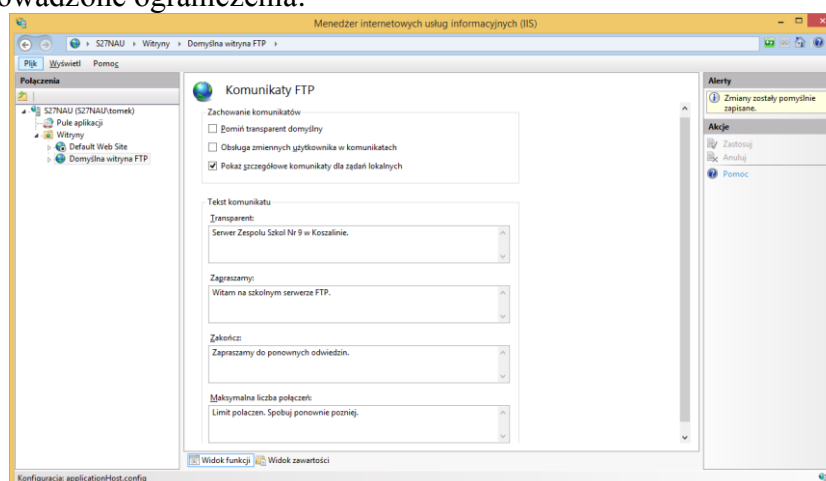 owadzone ograniczenia.
Menedżer internetowych usług informacyjnych (IIS)
S27NAU Witryny Domyślna witryna FTP
Plik Wyświetl Pomoc
Połączenia
S27NAU (S27NAU\tomek)
Pule aplikacji
Witryny
Default Web Site
Domyślna witryna FTP
Komunikaty FTP
Zachowanie komunikatów
Pomiń transparent domyślny
Obsługa zmiennych użytkownika w komunikatach
Pokaż szczegółowe komunikaty dla żądań lokalnych
Tekst komunikatu
Transparent:
Serwer Zespolu Szkol Nr 9 w Koszalinie.
Zapraszamy:
Witam na szkolnym serwerze FTP.
Zakończ:
Zapraszamy do ponownych odwiedzin.
Maksymalna liczba połączeń:
Limit polaczen. Spobuj ponownie pozniej.
Widok funkcji Widok zawartości
Alerty
Zmiany zostały pomyślnie
zapisane.
Akcje
Zastosuj
Anuluj
Pomoc
Konfiguracja: applicationHost.config